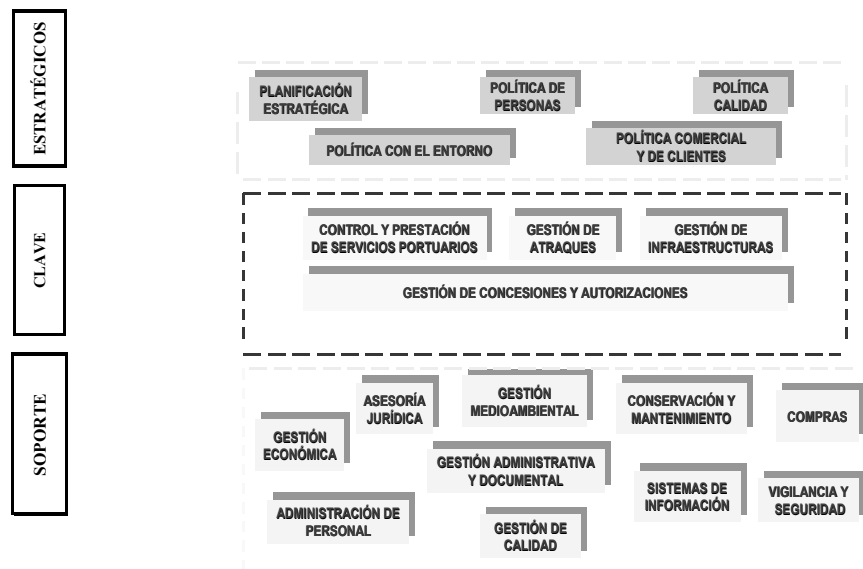 ESTRATÉGICOS
PLANIFICACIÓN
ESTRATÉGICA
POLÍTICA DE
PERSONAS
POLÍTICA
CALIDAD
POLÍTICA CON EL ENTORNO
POLÍTICA COMERCIAL
Y DE CLIENTES
CLAVE
CONTROL Y PRESTACIÓN
DE SERVICIOS PORTUARIOS
GESTIÓN DE
ATRAQUES
GESTIÓN DE
INFRAESTRUCTURAS
GESTIÓN DE CONCESIONES Y AUTORIZACIONES
SOPORTE
ASESORÍA
JURÍDICA
GESTIÓN
MEDIOAMBIENTAL
CONSERVACIÓN Y
MANTENIMIENTO
COMPRAS
GESTIÓN
ECONÓMICA
GESTIÓN ADMINISTRATIVA
Y DOCUMENTAL
SISTEMAS DE
INFORMACIÓN
VIGILANCIA Y
SEGURIDAD
ADMINISTRACIÓN DE
PERSONAL
GESTIÓN DE
CALIDAD